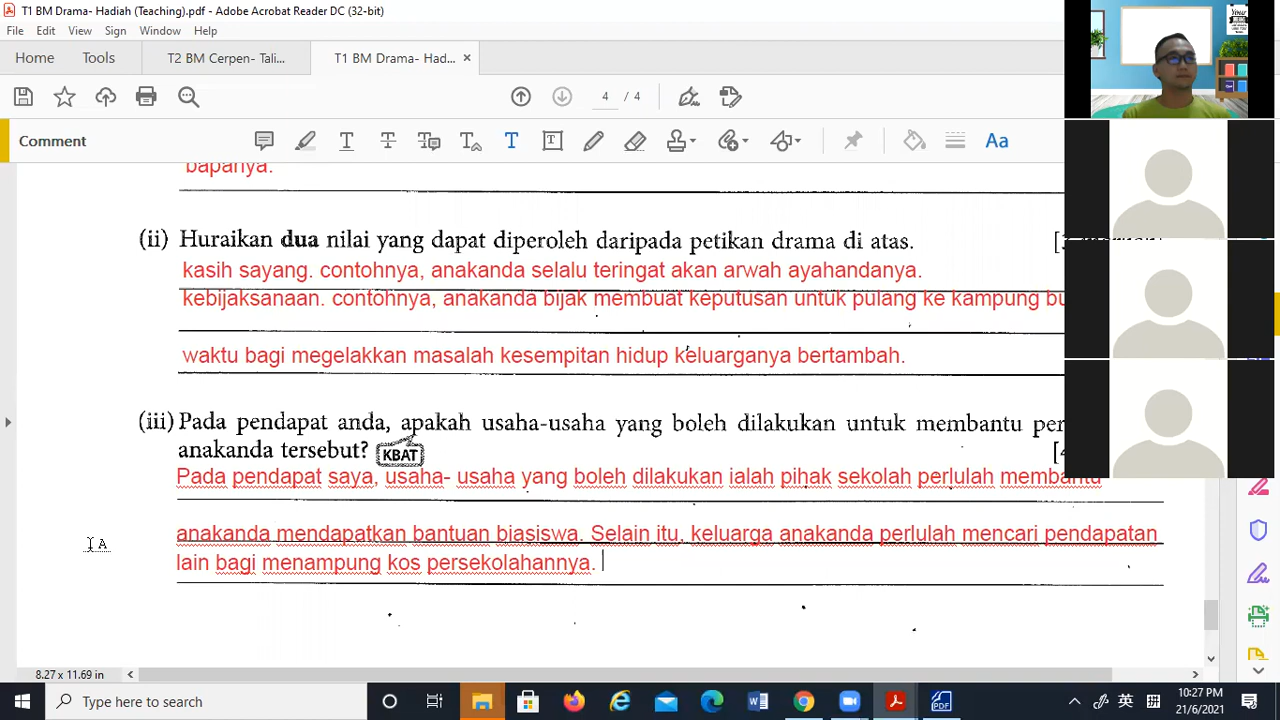 T1 BM Drama- Hadiah (Teaching).pdf - Adobe Acrobat Reader DC (32-bit)
File Edit View Sign Window Help
Home Tools T2 BM Cerpen- Tali... T1 BM Drama- Had... ×
4 / 4
Comment
Aa
bapanya.
(ii) Huraikan dua nilai yang dapat diperoleh daripada petikan drama di atas.
kasih sayang. contohnya, anakanda selalu teringat akan arwah ayahandanya.
kebijaksanaan. contohnya, anakanda bijak membuat keputusan untuk pulang ke kampung bu
waktu bagi megelakkan masalah kesempitan hidup keluarganya bertambah.
(iii) Pada pendapat anda, apakah usaha-usaha yang boleh dilakukan untuk membantu per
anakanda tersebut? KBAT
Pada pendapat saya, usaha- usaha yang boleh dilakukan ialah pihak sekolah perlulah membantu
anakanda mendapatkan bantuan biasiswa. Selain itu, keluarga anakanda perlulah mencari pendapatan
lain bagi menampung kos persekolahannya.
8.27 x 11.69 in
Type here to search
英
10:27 PM
21/6/2021